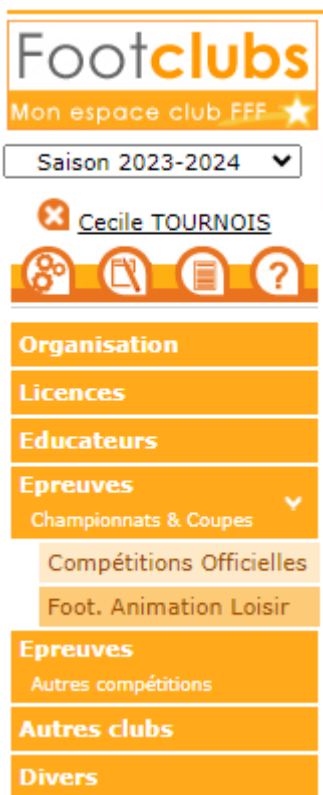 Footclubs
Mon espace club FFF
Saison 2023-2024
Cecile TOURNOIS
?
Organisation
Licences
Educateurs
Epreuves
Championnats & Coupes
Compétitions Officielles
Foot. Animation Loisir
Epreuves
Autres compétitions
Autres clubs
Divers